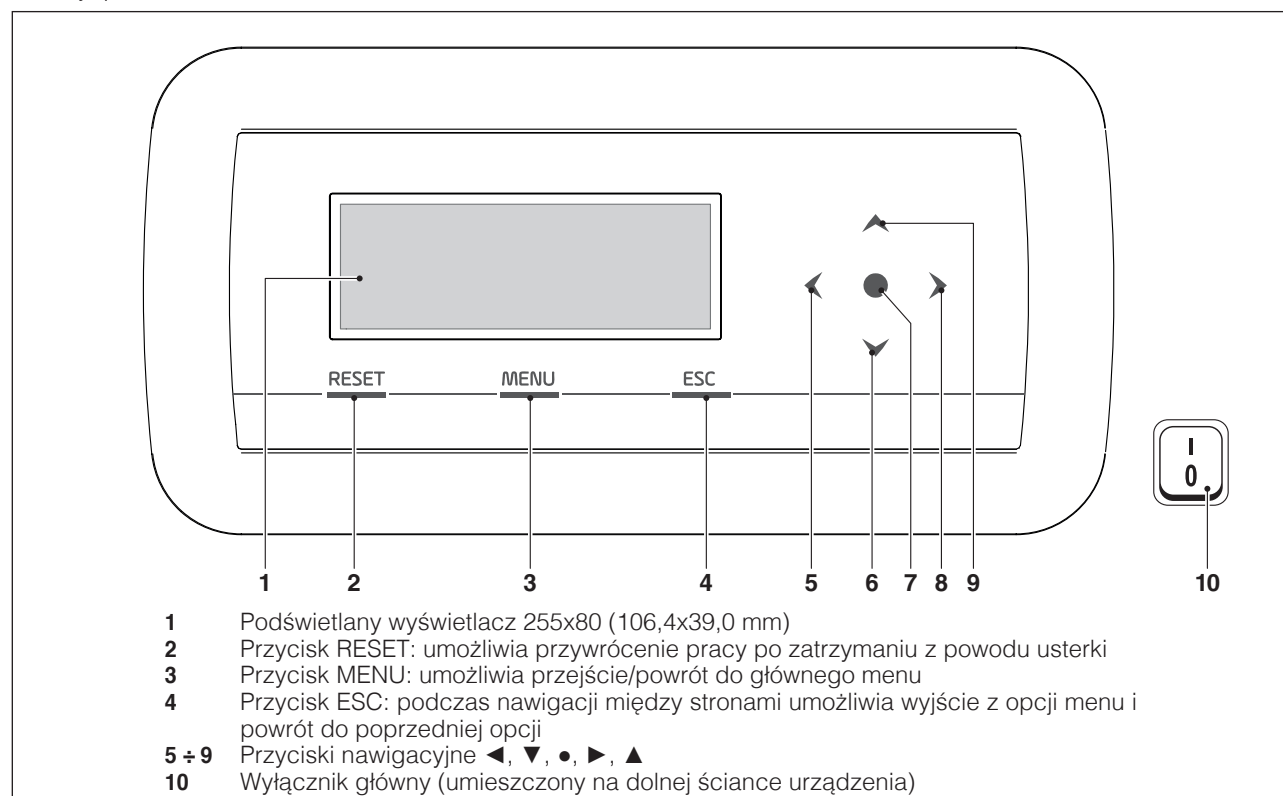 RESET MENU ESC
I
0
1 2 3 4 5 6 7 8 9 10
1 Podświetlany wyświetlacz 255x80 (106,4x39,0 mm)
2 Przycisk RESET: umożliwia przywrócenie pracy po zatrzymaniu z powodu usterki
3 Przycisk MENU: umożliwia przejście/powrót do głównego menu
4 Przycisk ESC: podczas nawigacji między stronami umożliwia wyjście z opcji menu i
powrót do poprzedniej opcji
5 ÷ 9 Przyciski nawigacyjne ◄, ▼, ●, ►, ▲
10 Wyłącznik główny (umieszczony na dolnej ściance urządzenia)